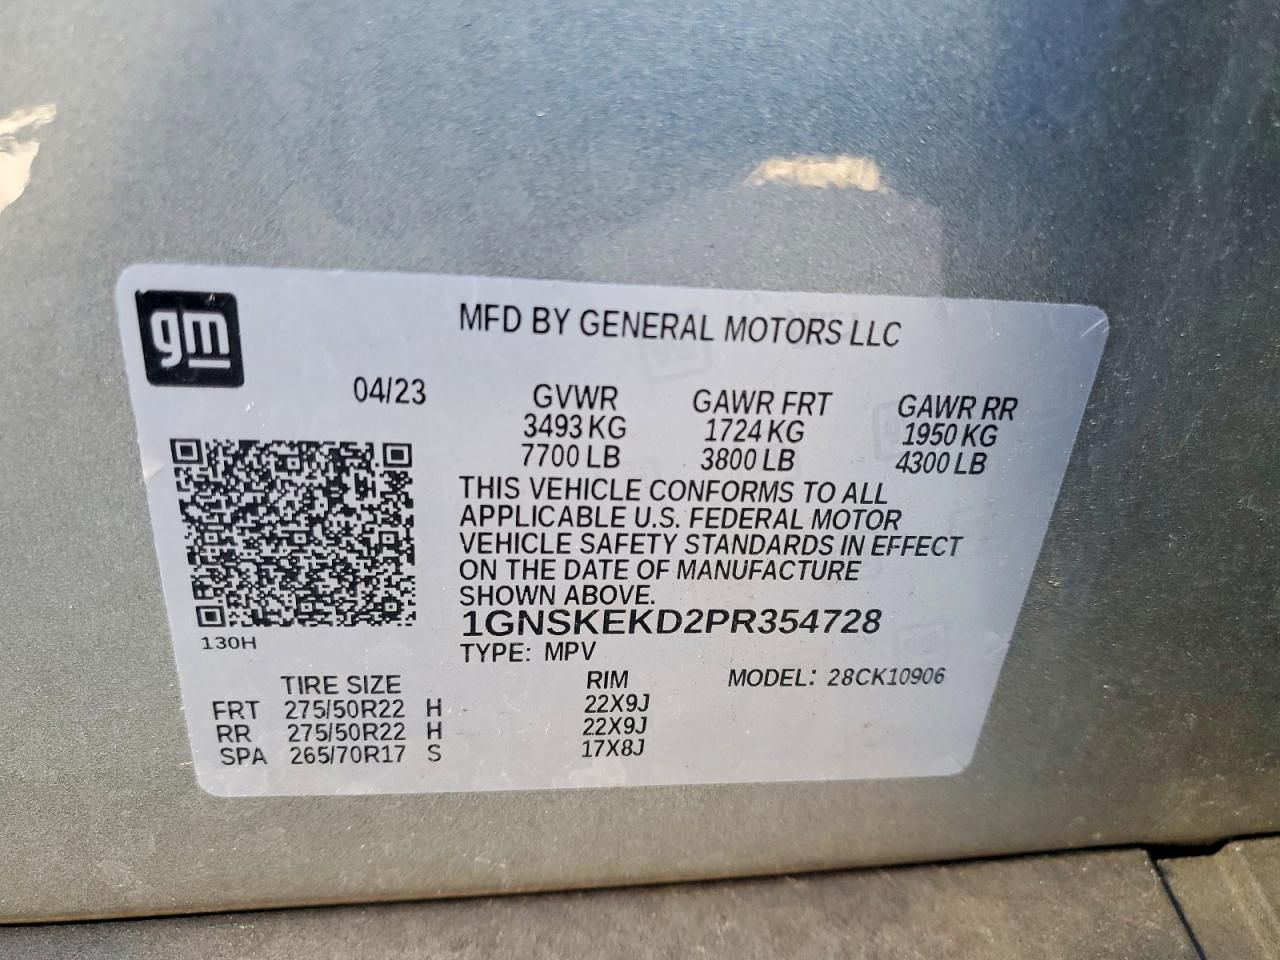 gm
MFD BY GENERAL MOTORS LLC
04/23
GVWR GAWR FRT GAWR RR
3493 KG 1724 KG 1950 KG
7700 LB 3800 LB 4300 LB
THIS VEHICLE CONFORMS TO ALL
APPLICABLE U.S. FEDERAL MOTOR
VEHICLE SAFETY STANDARDS IN EFFECT
ON THE DATE OF MANUFACTURE
SHOWN ABOVE.
1GNSKEKD2PR354728
130H
TYPE: MPV
TIRE SIZE RIM MODEL: 28CK10906
FRT 275/50R22 H 22X9J
RR 275/50R22 H 22X9J
SPA 265/70R17 S 17X8J